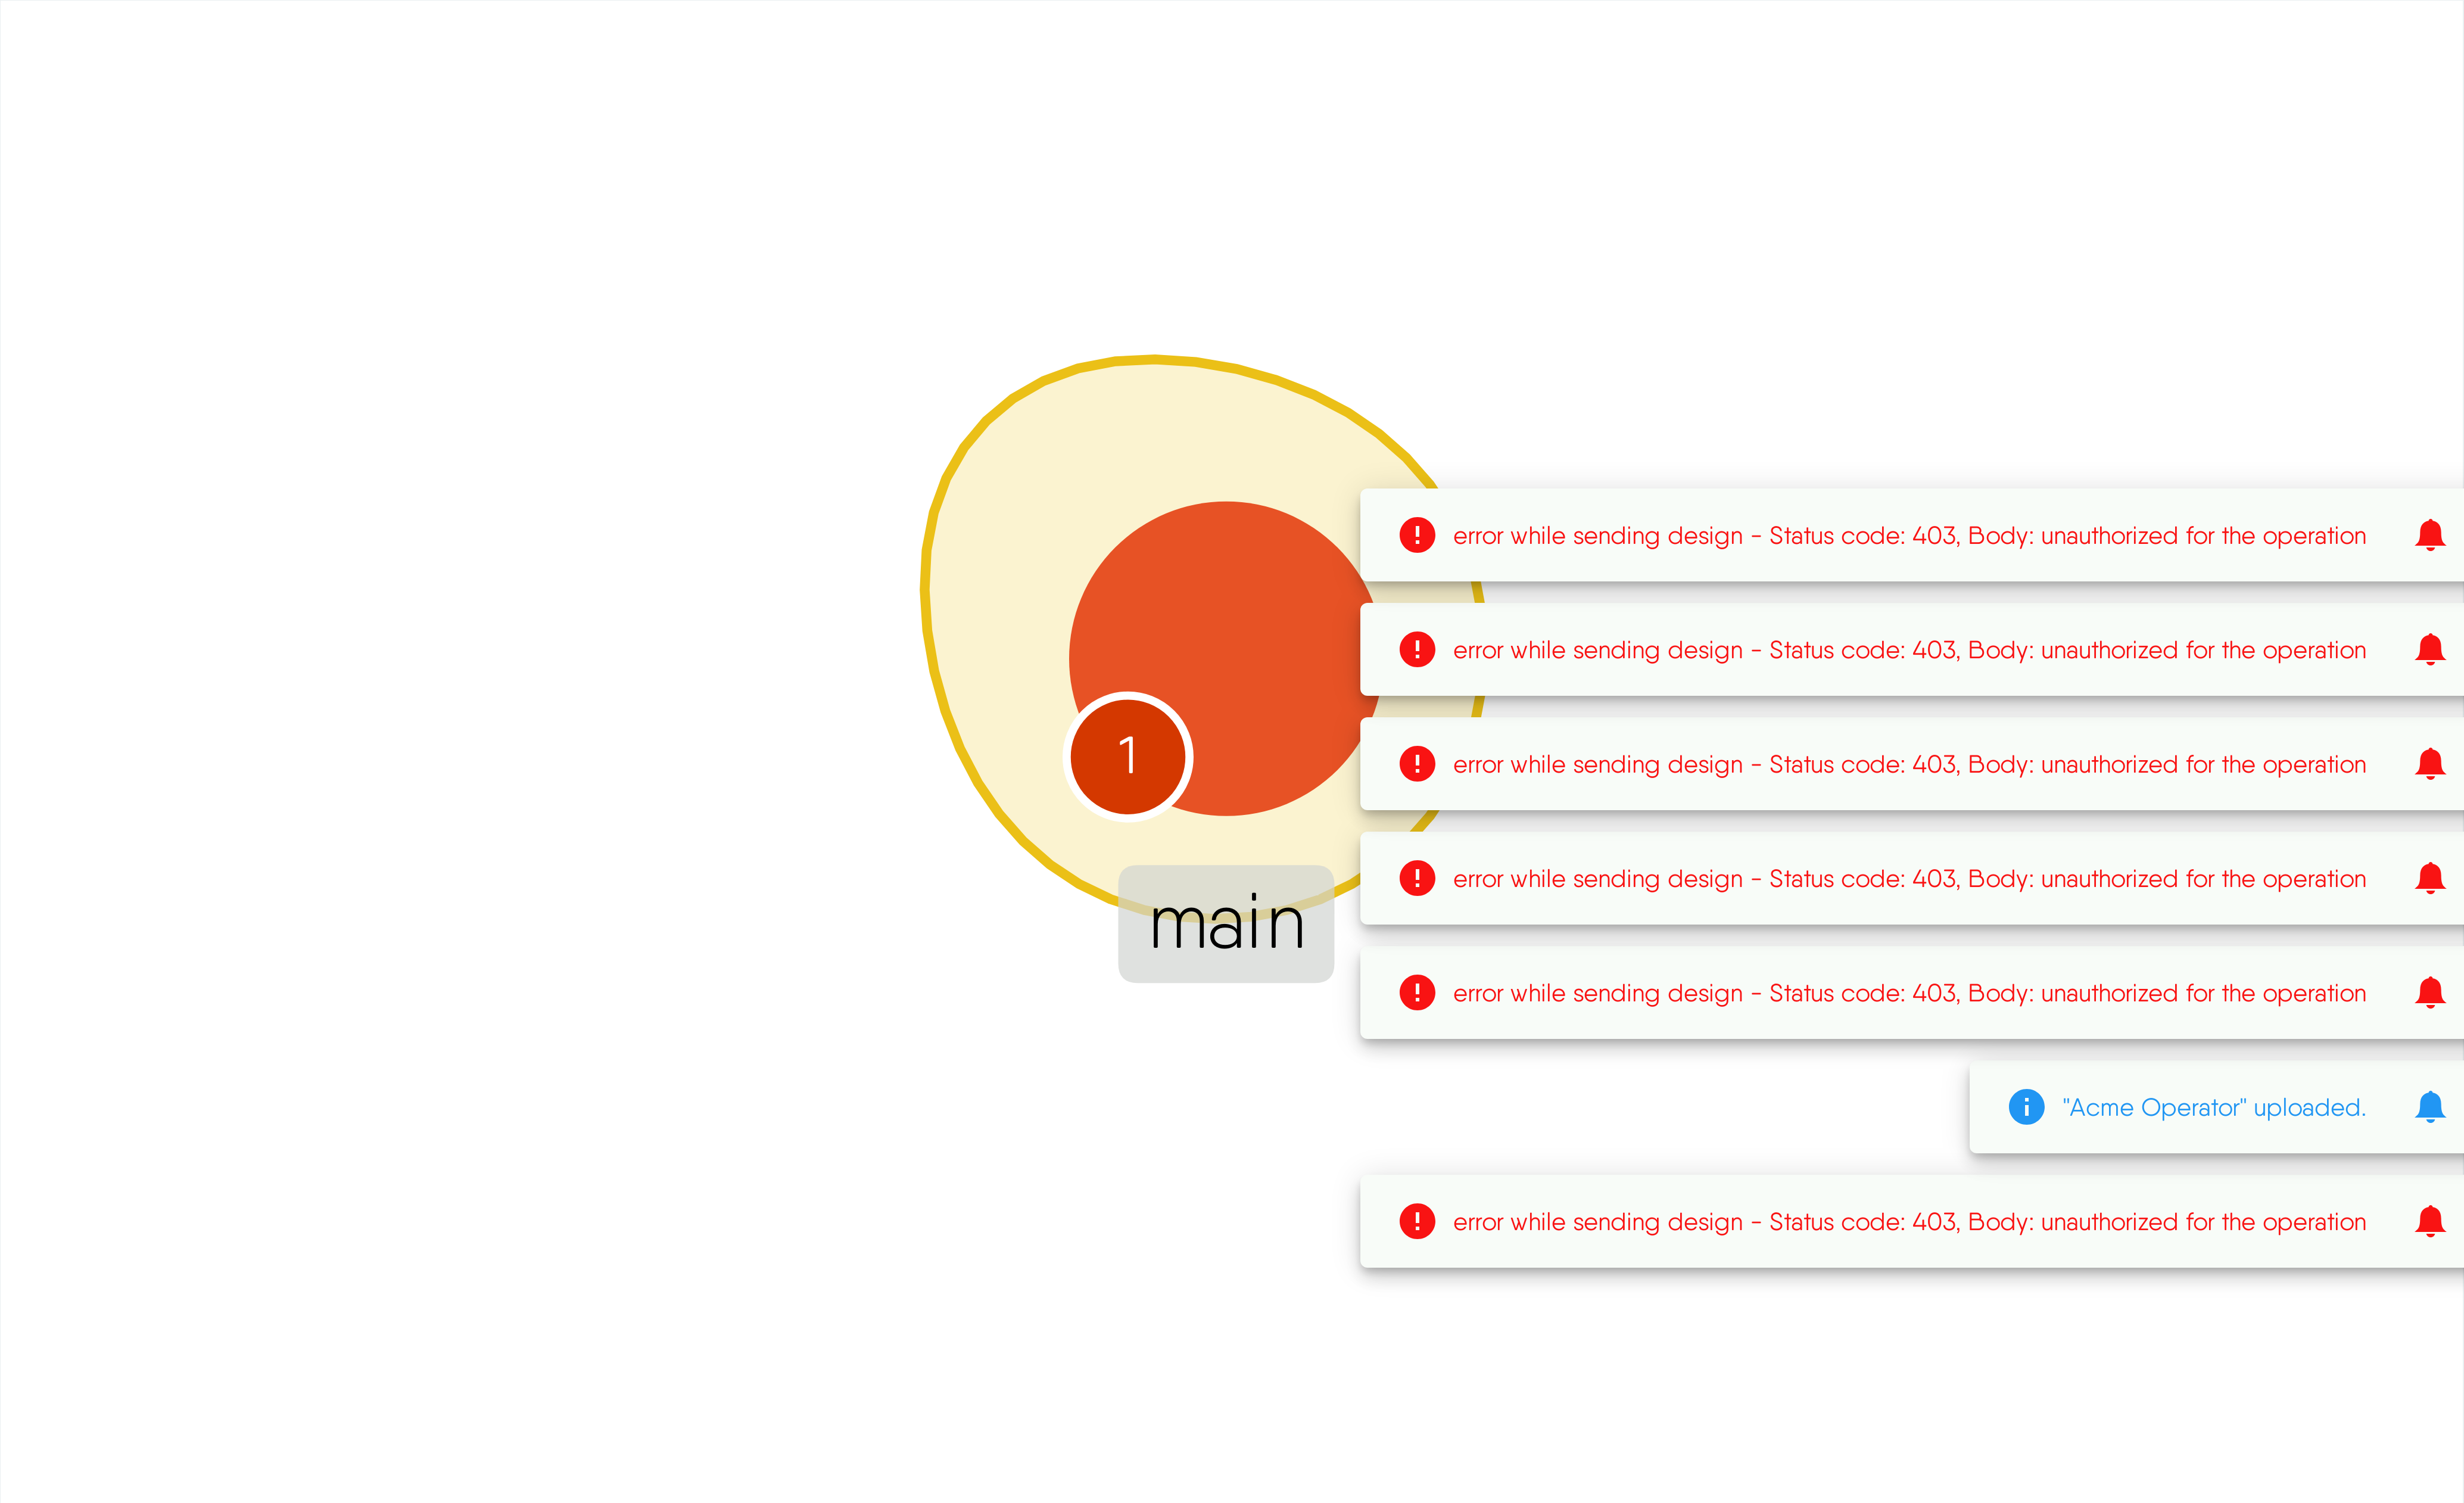 error while sending design - Status code: 403, Body: unauthorized for the operation
error while sending design - Status code: 403, Body: unauthorized for the operation
1
error while sending design - Status code: 403, Body: unauthorized for the operation
error while sending design - Status code: 403, Body: unauthorized for the operation
main
error while sending design - Status code: 403, Body: unauthorized for the operation
"Acme Operator" uploaded.
error while sending design - Status code: 403, Body: unauthorized for the operation